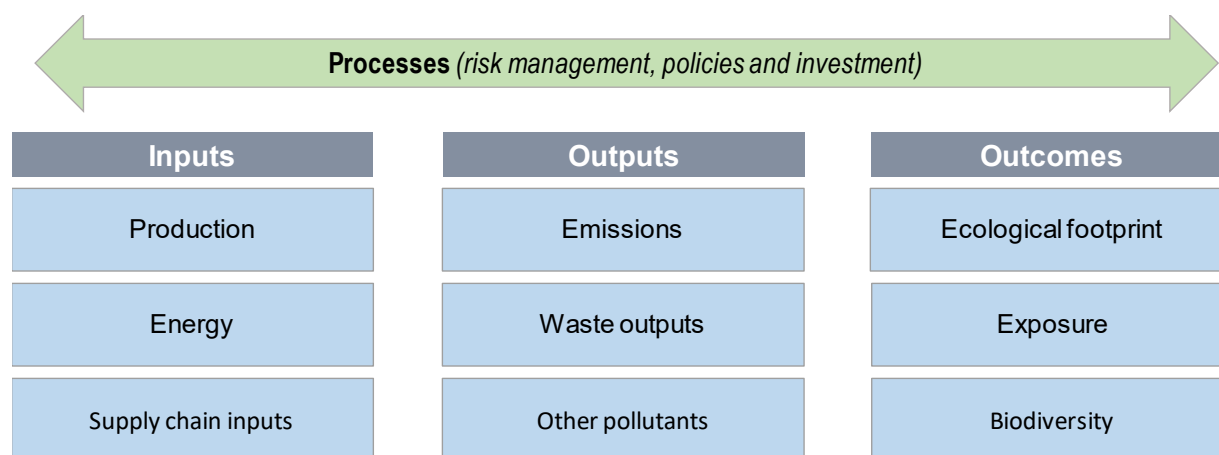 Processes (risk management, policies and investment)
Inputs
Outputs
Outcomes
Production
Emissions
Ecological footprint
Energy
Waste outputs
Exposure
Supply chain inputs
Other pollutants
Biodiversity